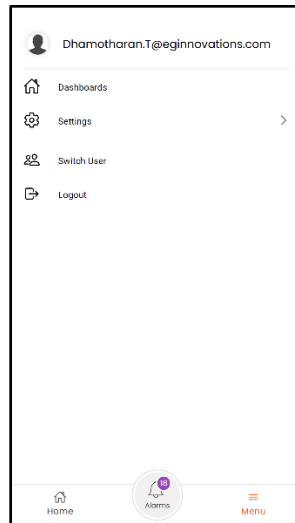 Dhamotharan.T@eginnovations.com
Dashboards
Settings
Switch User
Logout
18
Home
Alarms
Menu